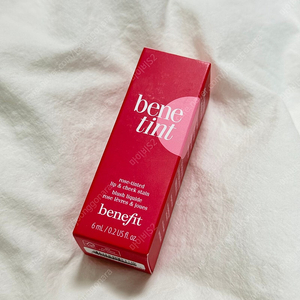 bene
tint
rose-tinted
lip & cheek stain
blush liquide
rose lèvres & joues
benefit
6 mL / 0.2 US fl. oz.